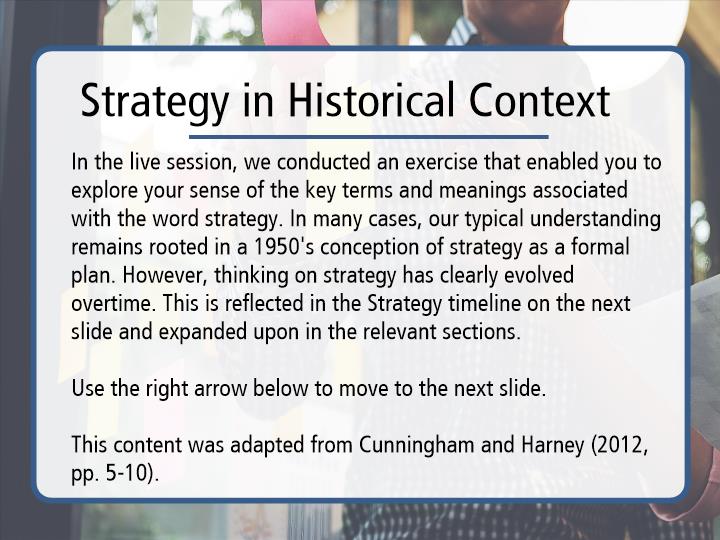 Strategy in Historical Context
In the live session, we conducted an exercise that enabled you to
explore your sense of the key terms and meanings associated
with the word strategy. In many cases, our typical understanding
remains rooted in a 1950's conception of strategy as a formal
plan. However, thinking on strategy has clearly evolved
overtime. This is reflected in the Strategy timeline on the next
slide and expanded upon in the relevant sections.
Use the right arrow below to move to the next slide.
This content was adapted from Cunningham and Harney (2012,
pp. 5-10).